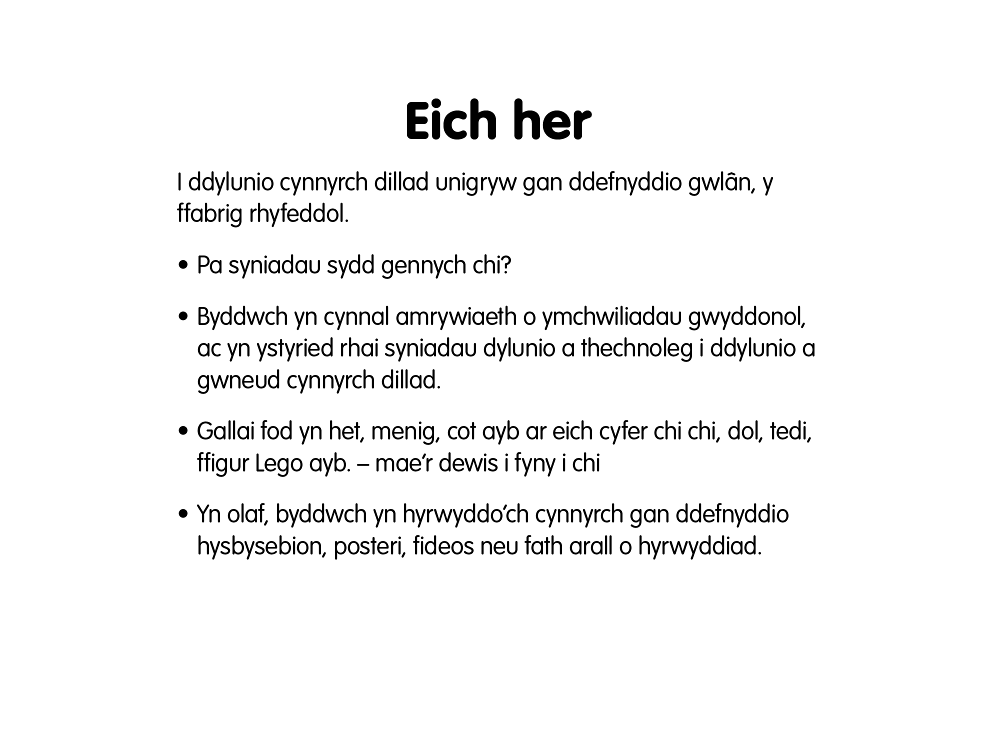 Eich her
I ddylunio cynnyrch dillad unigryw gan ddefnyddio gwlân, y
ffabrig rhyfeddol.
• Pa syniadau sydd gennych chi?
• Byddwch yn cynnal amrywiaeth o ymchwiliadau gwyddonol,
ac yn ystyried rhai syniadau dylunio a thechnoleg i ddylunio a
gwneud cynnyrch dillad.
• Gallai fod yn het, menig, cot ayb ar eich cyfer chi chi, dol, tedi,
ffigur Lego ayb. – mae’r dewis i fyny i chi
• Yn olaf, byddwch yn hyrwyddo’ch cynnyrch gan ddefnyddio
hysbysebion, posteri, fideos neu fath arall o hyrwyddiad.